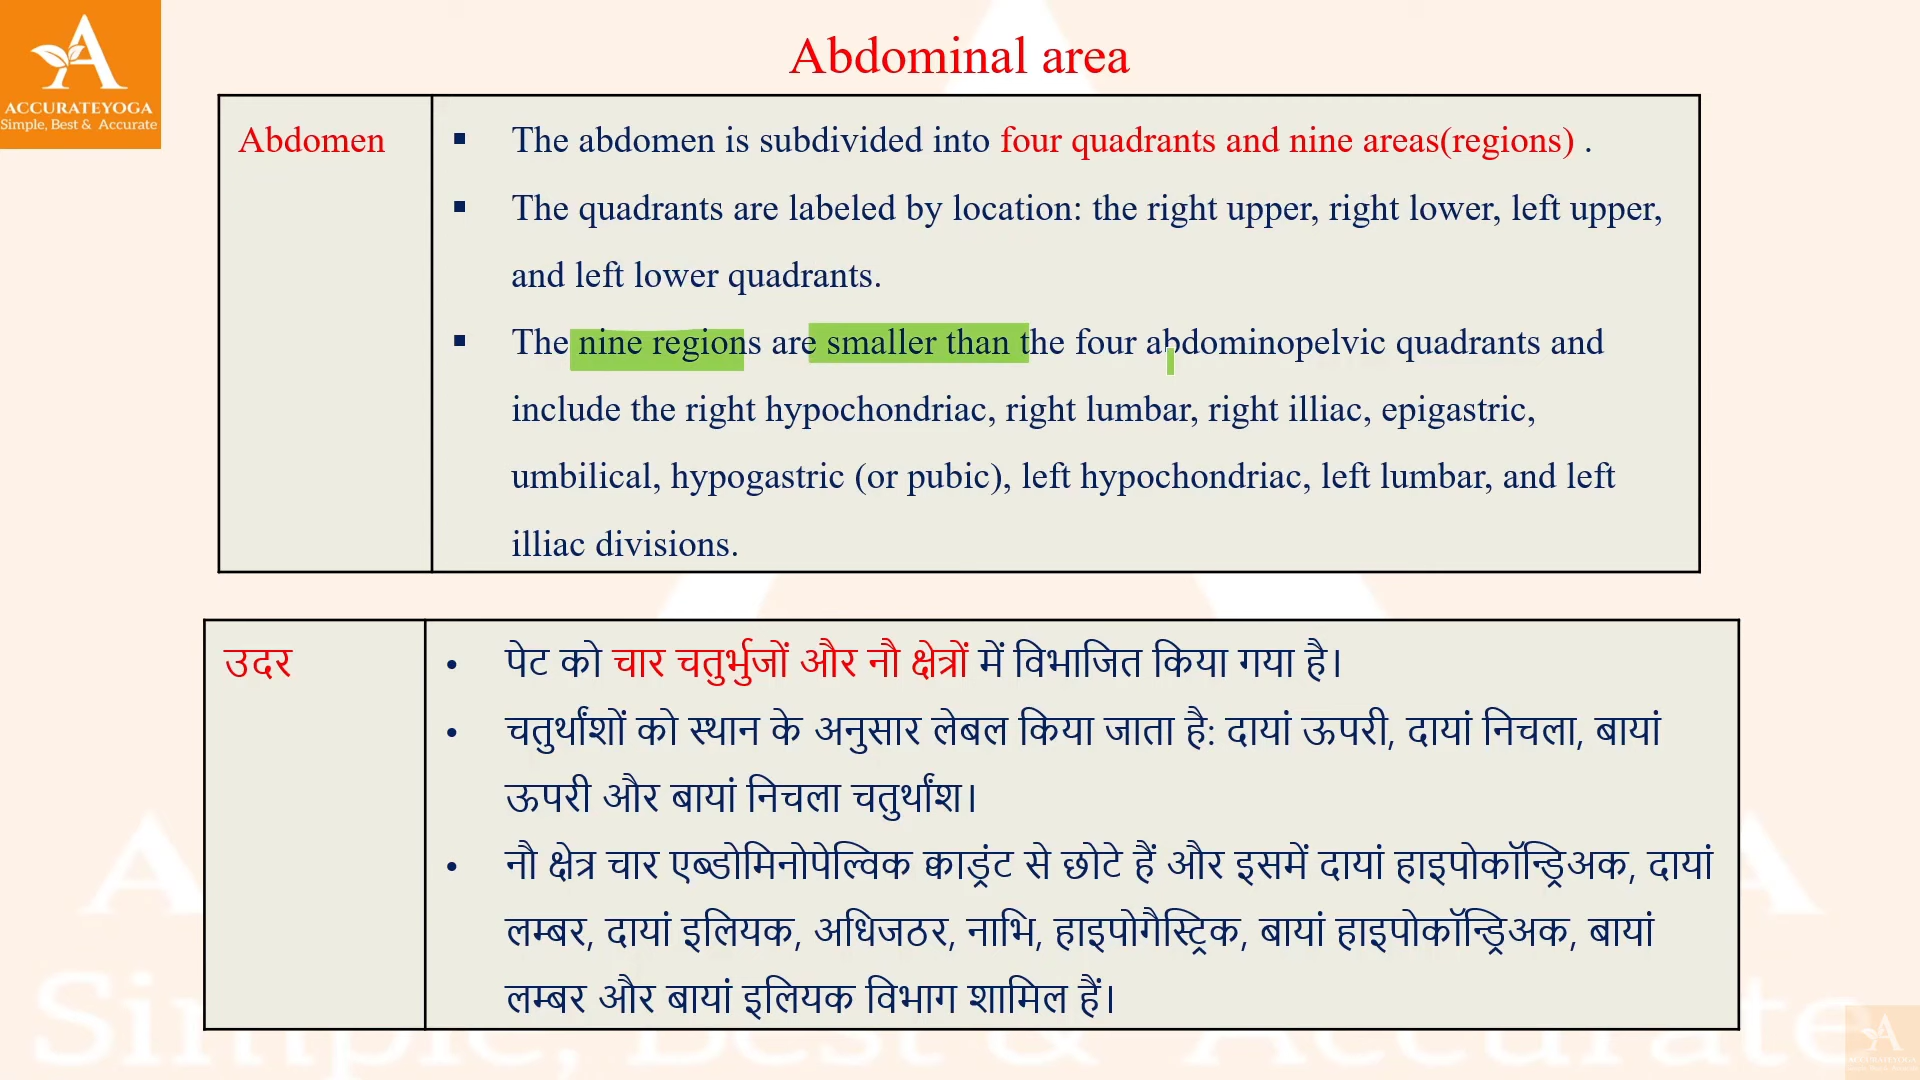 A
ACCURATEYOGA
Simple, Best & Accurate
Abdominal area
Abdomen
▪ The abdomen is subdivided into four quadrants and nine areas(regions) .
▪ The quadrants are labeled by location: the right upper, right lower, left upper,
and left lower quadrants.
▪ The nine regions are smaller than the four abdominopelvic quadrants and
include the right hypochondriac, right lumbar, right illiac, epigastric,
umbilical, hypogastric (or pubic), left hypochondriac, left lumbar, and left
illiac divisions.
उदर
• पेट को चार चतुर्भुजों और नौ क्षेत्रों में विभाजित किया गया है।
• चतुर्थांशों को स्थान के अनुसार लेबल किया जाता है: दायां ऊपरी, दायां निचला, बायां
ऊपरी और बायां निचला चतुर्थांश।
• नौ क्षेत्र चार एब्डोमिनोपेल्विक क्वाड्रंट से छोटे हैं और इसमें दायां हाइपोकॉन्ड्रिअक, दायां
लम्बर, दायां इलियक, अधिजठर, नाभि, हाइपोगैस्ट्रिक, बायां हाइपोकॉन्ड्रिअक, बायां
लम्बर और बायां इलियक विभाग शामिल हैं।